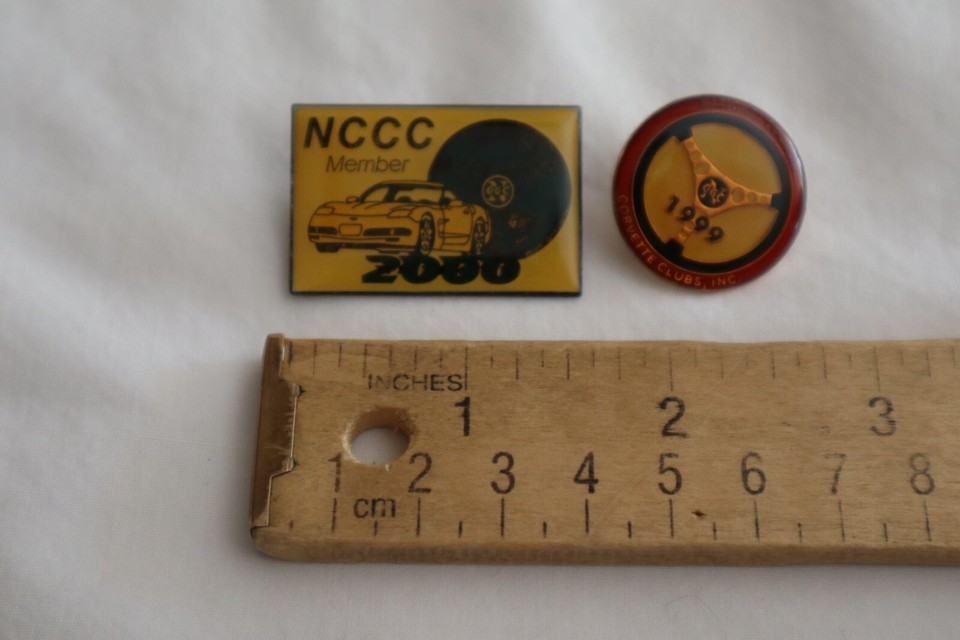 NCCC
Member
2000
1999
CORVETTE CLUBS, INC
INCHES
1 2 3
1 2 3 4 5 6 7 8
cm